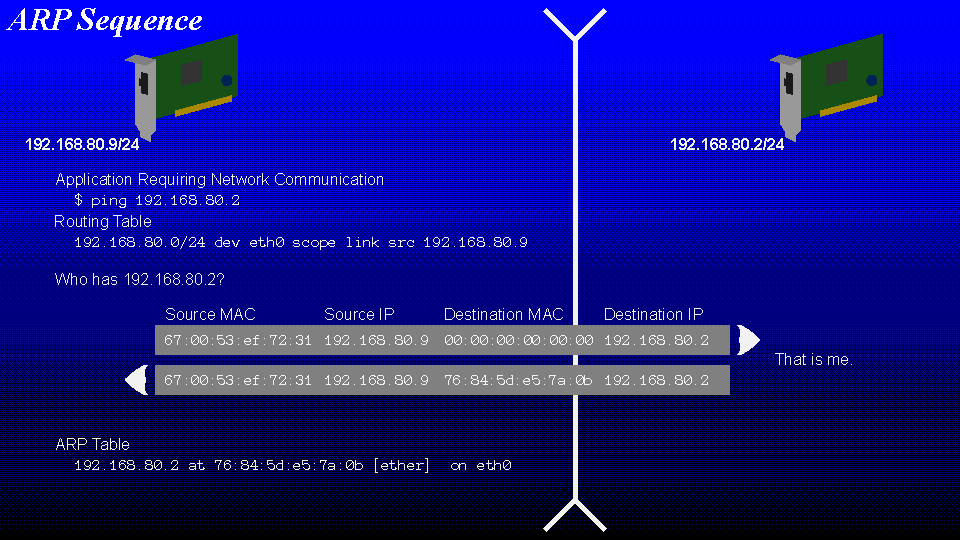 ARP Sequence
192.168.80.9/24
192.168.80.2/24
Application Requiring Network Communication
$ ping 192.168.80.2
Routing Table
192.168.80.0/24 dev eth0 scope link src 192.168.80.9
Who has 192.168.80.2?
Source MAC Source IP Destination MAC Destination IP
67:00:53:ef:72:31 192.168.80.9 00:00:00:00:00:00 192.168.80.2
That is me.
67:00:53:ef:72:31 192.168.80.9 76:84:5d:e5:7a:0b 192.168.80.2
ARP Table
192.168.80.2 at 76:84:5d:e5:7a:0b [ether] on eth0